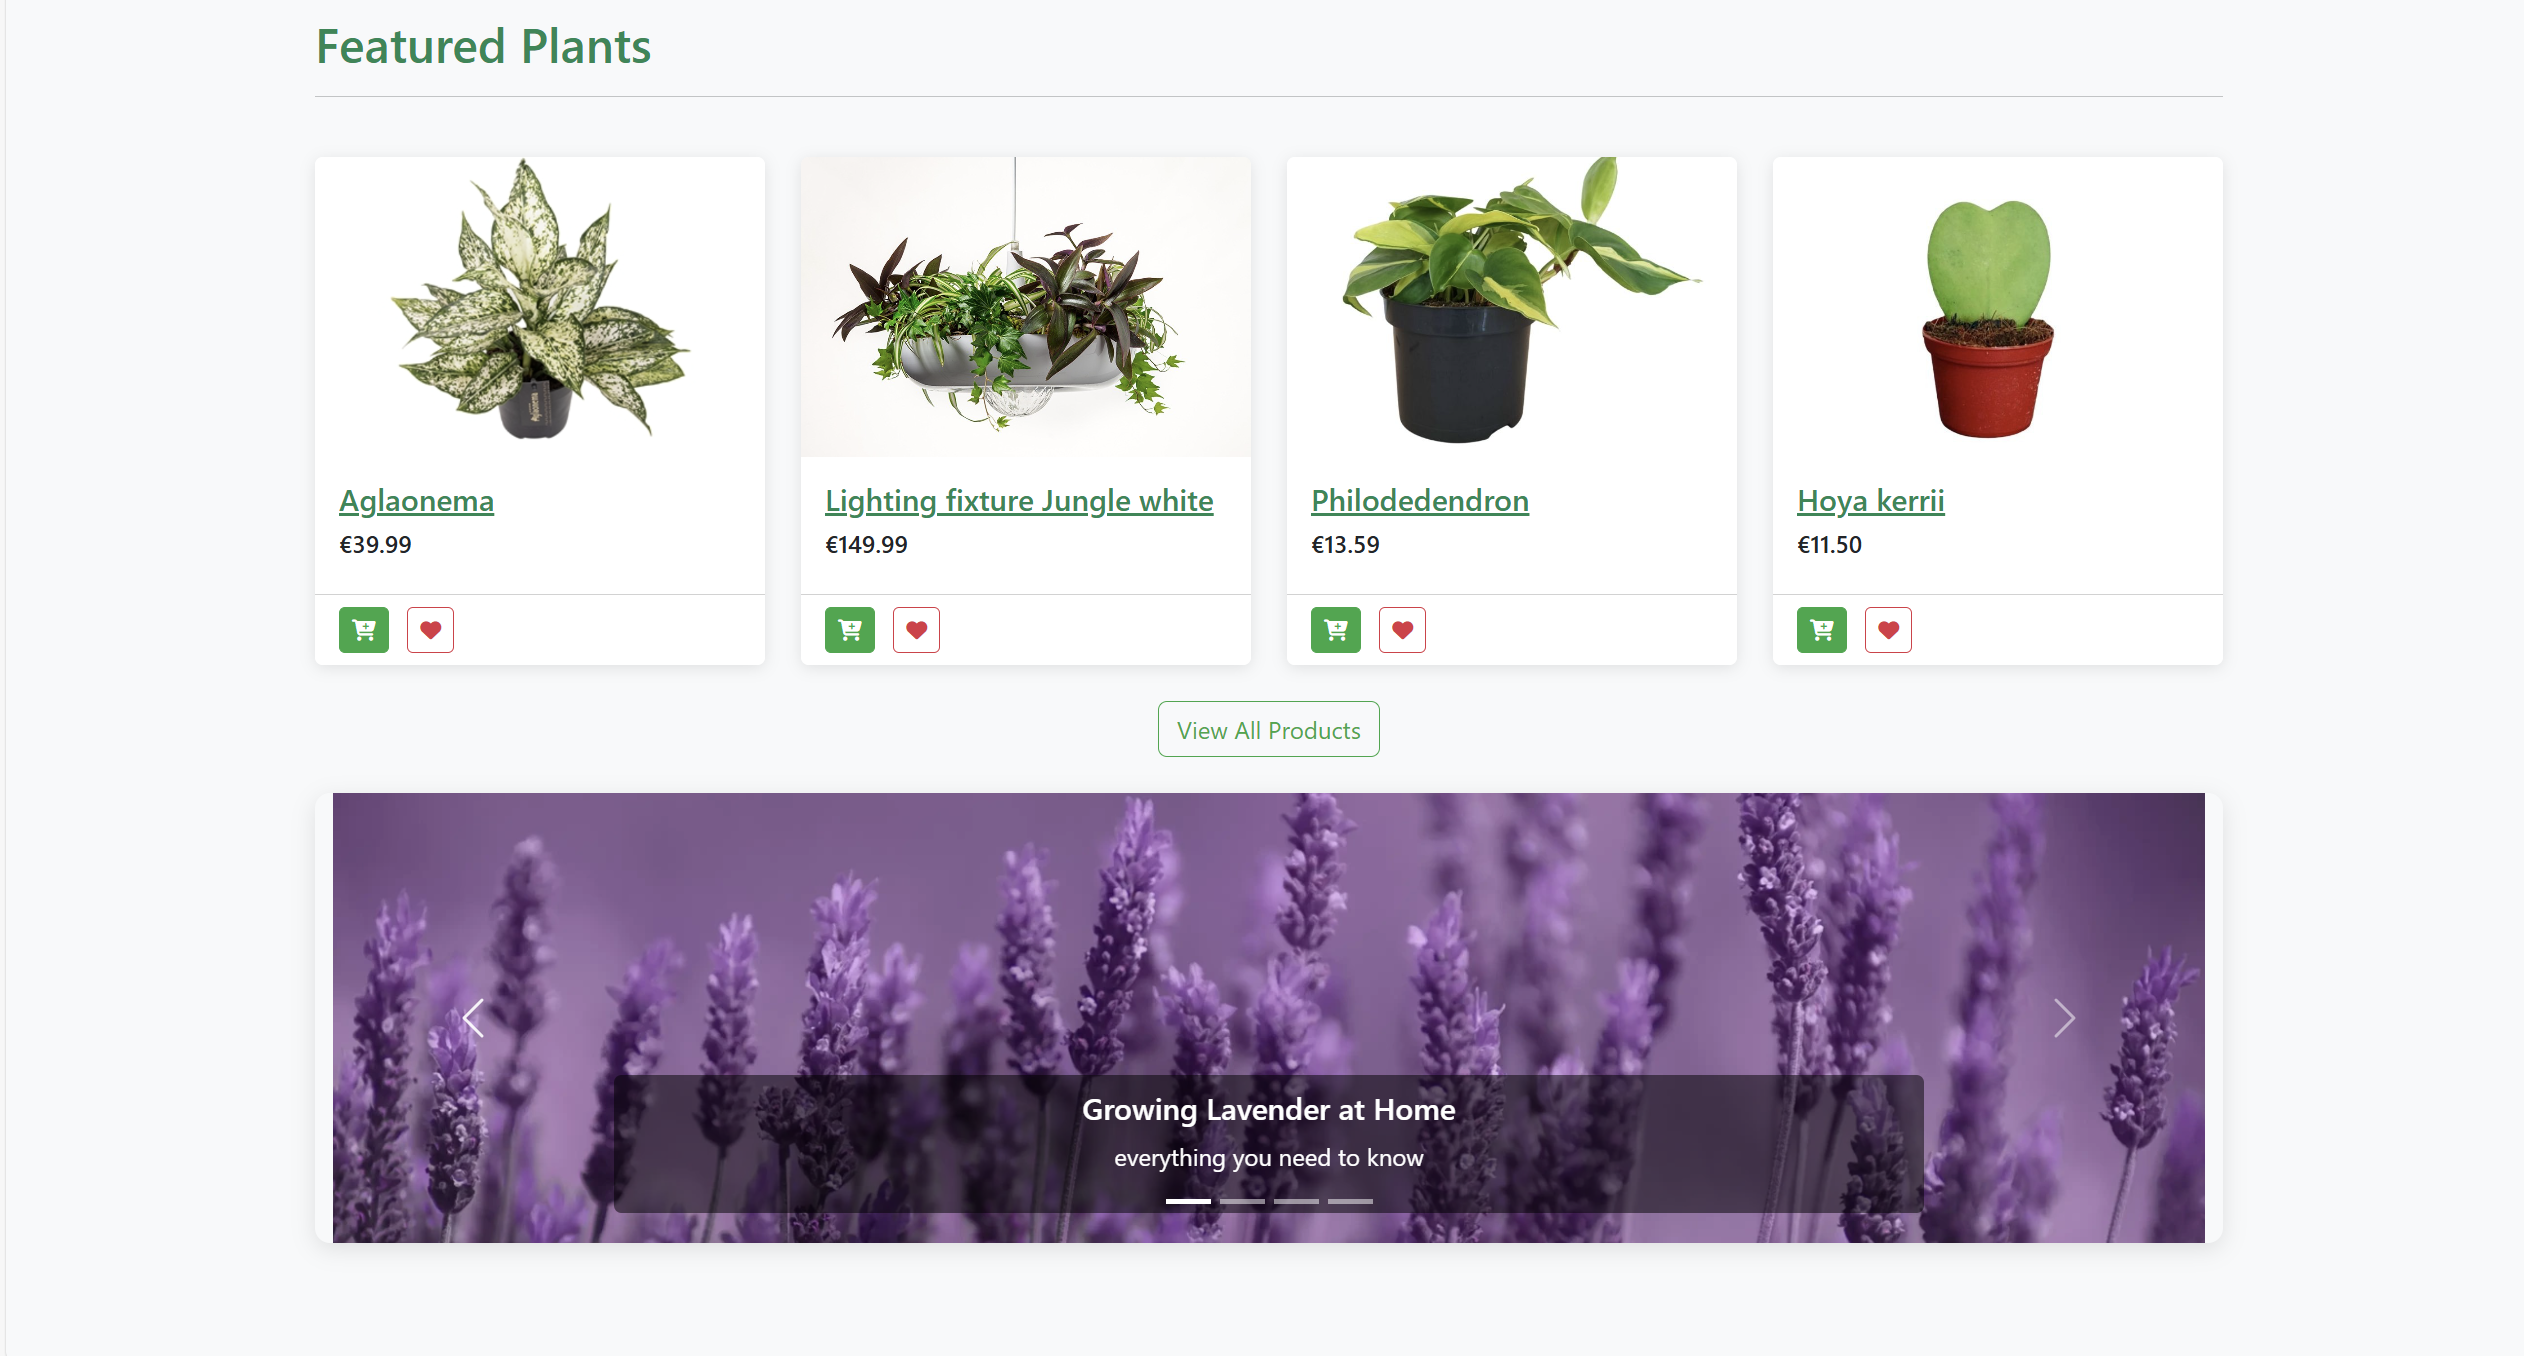 Featured Plants
Aglaonema
Lighting fixture Jungle white
Philodedendron
Hoya kerrii
€39.99
€149.99
€13.59
€11.50
View All Products
Growing Lavender at Home
everything you need to know